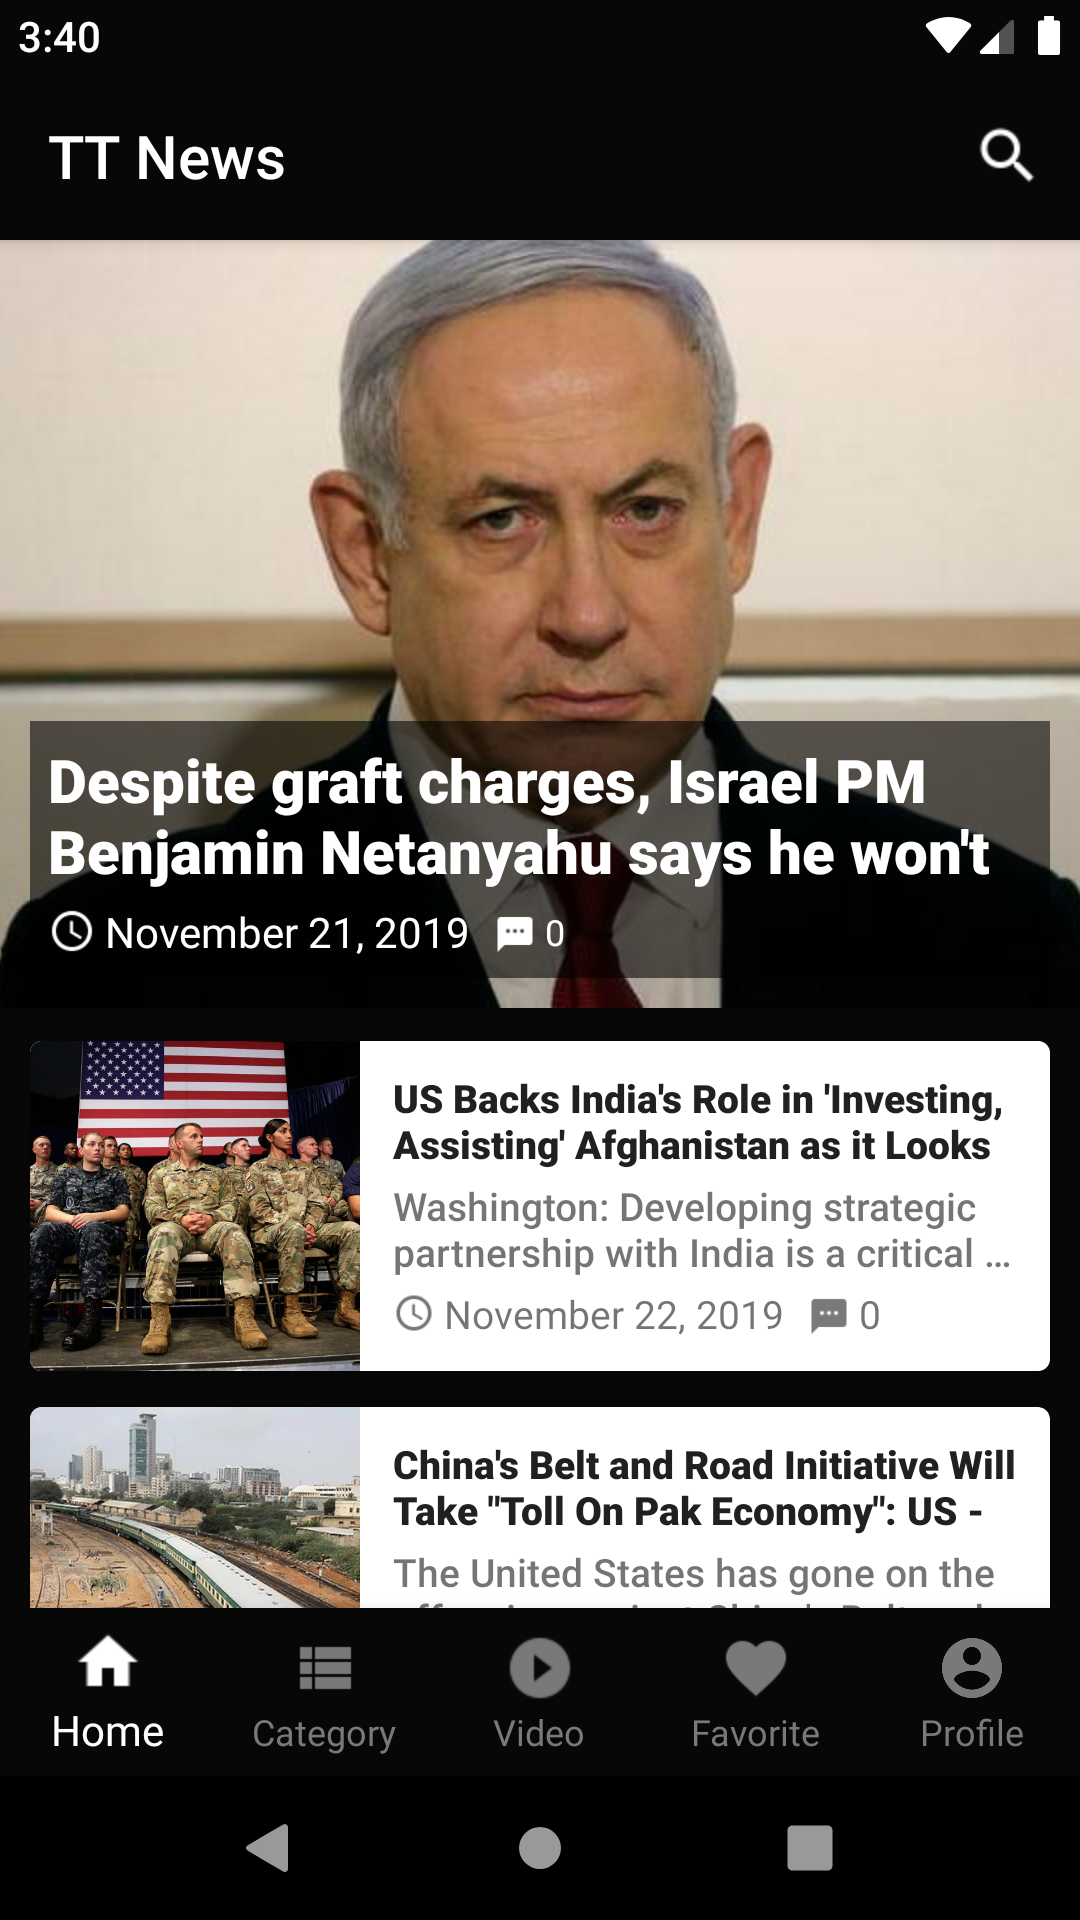 3:40
TT News
Despite graft charges, Israel PM
Benjamin Netanyahu says he won't
November 21, 2019 0
US Backs India's Role in 'Investing,
Assisting' Afghanistan as it Looks
Washington: Developing strategic
partnership with India is a critical ...
November 22, 2019 0
China's Belt and Road Initiative Will
Take "Toll On Pak Economy": US -
The United States has gone on the
Home Category Video Favorite Profile